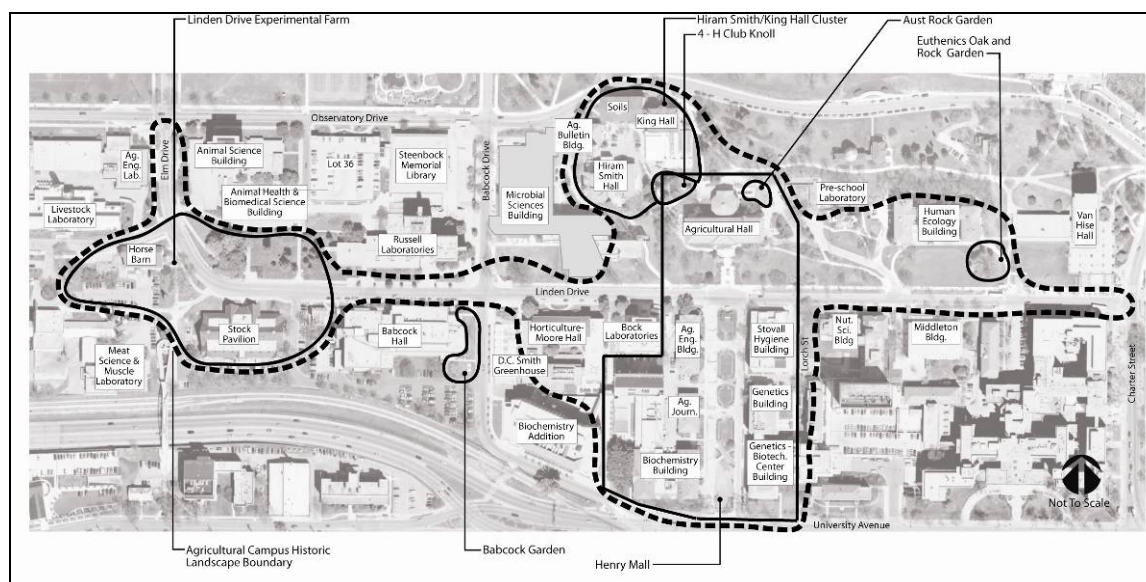 Linden Drive Experimental Farm
Hiram Smith/King Hall Cluster
4 - H Club Knoll
Aust Rock Garden
Euthenics Oak and
Rock Garden
Observatory Drive
Soils
King Hall
Ag.
Bulletin
Bldg.
Hiram
Smith
Hall
Ag.
Eng.
Lab.
Elm Drive
Animal Science
Building
Lot 36
Steenbock
Memorial
Library
Babcock Drive
Microbial
Sciences
Building
Animal Health &
Biomedical Science
Building
Livestock
Laboratory
Horse
Barn
Russell
Laboratories
Agricultural Hall
Pre-school
Laboratory
Human
Ecology
Building
Van
Hise
Hall
Linden Drive
Stock
Pavilion
Babcock
Hall
Horticulture-
Moore Hall
Bock
Laboratories
Ag.
Eng.
Bldg.
Stovall
Hygiene
Building
Lorch St
Nut.
Sci.
Bldg
Middleton
Bldg.
Charter Street
Meat
Science &
Muscle
Laboratory
D.C. Smith
Greenhouse
Ag.
Journ.
Genetics
Building
Biochemistry
Addition
Biochemistry
Building
Genetics -
Biotech.
Center
Building
Not To Scale
University Avenue
Agricultural Campus Historic
Landscape Boundary
Babcock Garden
Henry Mall